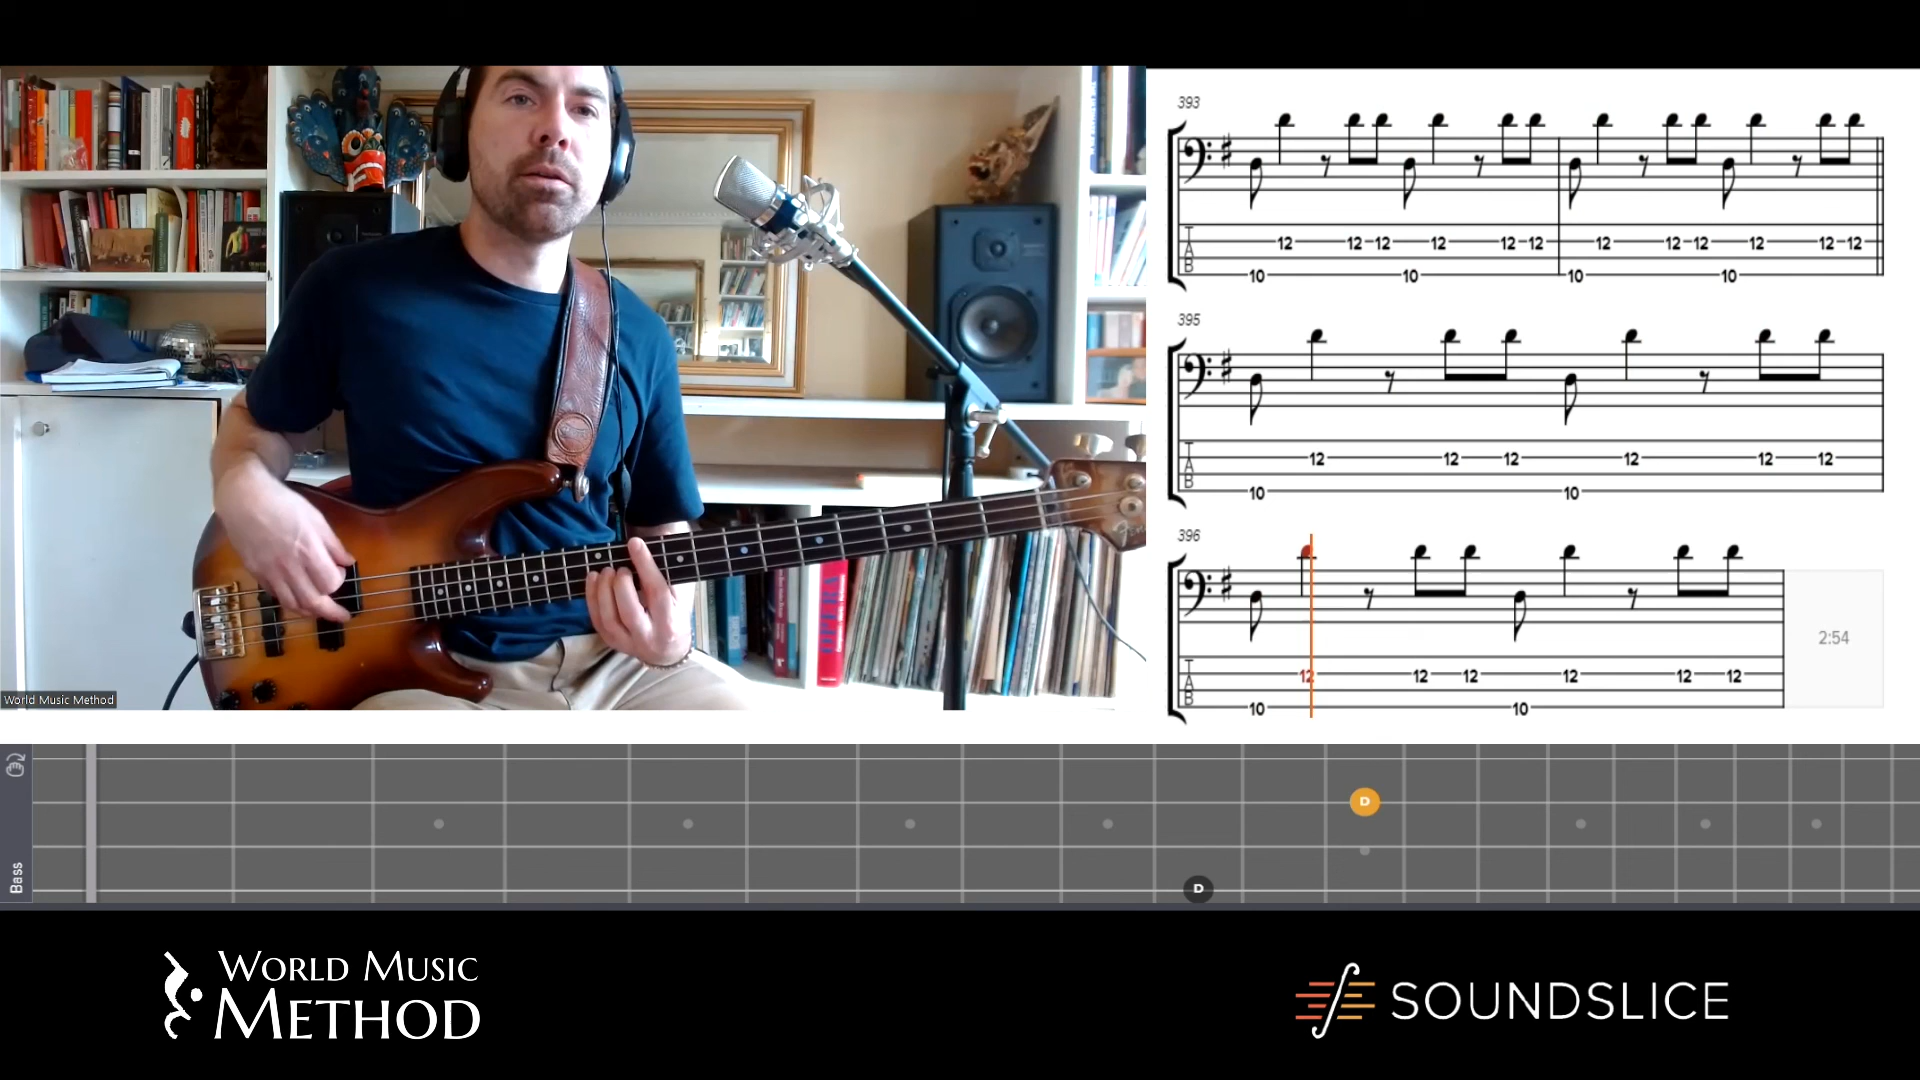 393
12 12 12 12 12 12 12 12 12 12 12 12
10 10 10 10
395
12 12 12 12 12 12
10 10
396
12 12 12 12 12 12
10 10
2:54
World Music Method
D
D
Bass
WORLD MUSIC
METHOD
SOUNDSLICE